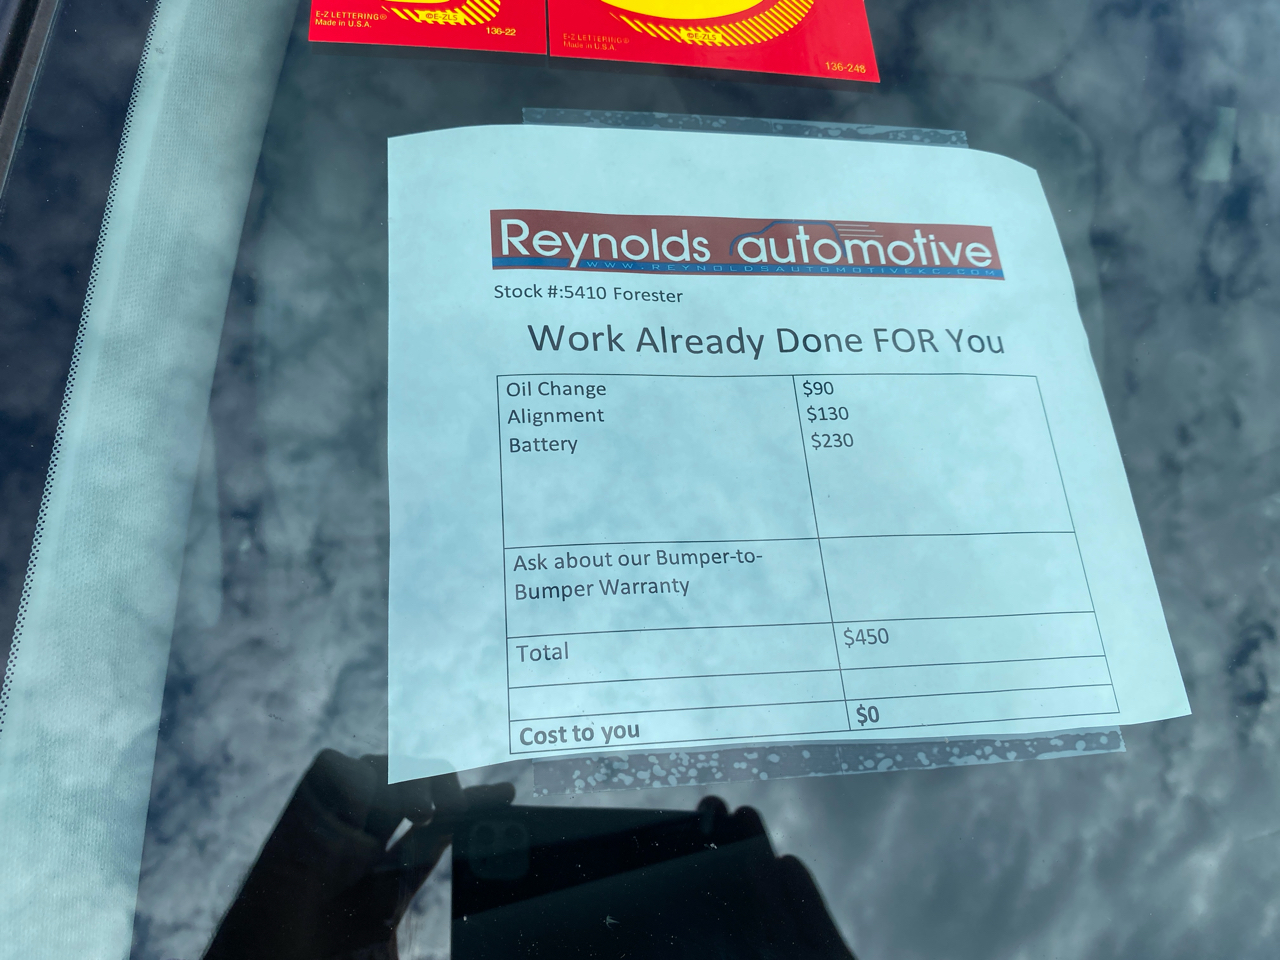 E-Z LETTERING®
Made in U.S.A.
©E-ZLS
136-22
E-Z LETTERING®
Made in U.S.A.
©E-ZLS
136-248
Reynolds automotive
WWW.REYNOLDSAUTOMOTIVEKC.COM
Stock #:5410 Forester
Work Already Done FOR You
Oil Change $90
Alignment $130
Battery $230
Ask about our Bumper-to-
Bumper Warranty
Total $450
Cost to you $0